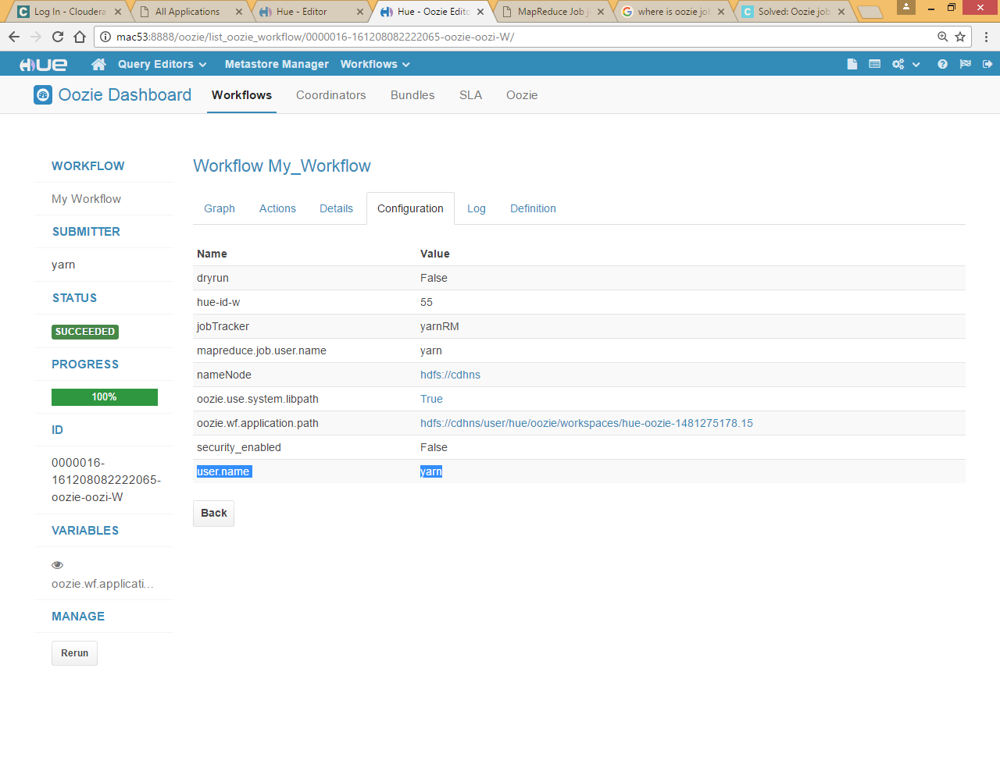 Log In - Cloudera
All Applications
Hue - Editor
Hue - Oozie Edito
MapReduce Job j
where is oozie jo
Solved: Oozie job
mac53:8888/oozie/list_oozie_workflow/0000016-161208082222065-oozie-oozi-W/
HUE
Query Editors
Metastore Manager
Workflows
Oozie Dashboard
Workflows
Coordinators
Bundles
SLA
Oozie
WORKFLOW
My Workflow
SUBMITTER
yarn
STATUS
SUCCEEDED
PROGRESS
100%
ID
0000016-
161208082222065-
oozie-oozi-W
VARIABLES
oozie.wf.applicati...
MANAGE
Rerun
Workflow My_Workflow
Graph
Actions
Details
Configuration
Log
Definition
Name Value
dryrun False
hue-id-w 55
jobTracker yarnRM
mapreduce.job.user.name yarn
nameNode hdfs://cdhns
oozie.use.system.libpath True
oozie.wf.application.path hdfs://cdhns/user/hue/oozie/workspaces/hue-oozie-1481275178.15
security_enabled False
user.name yarn
Back